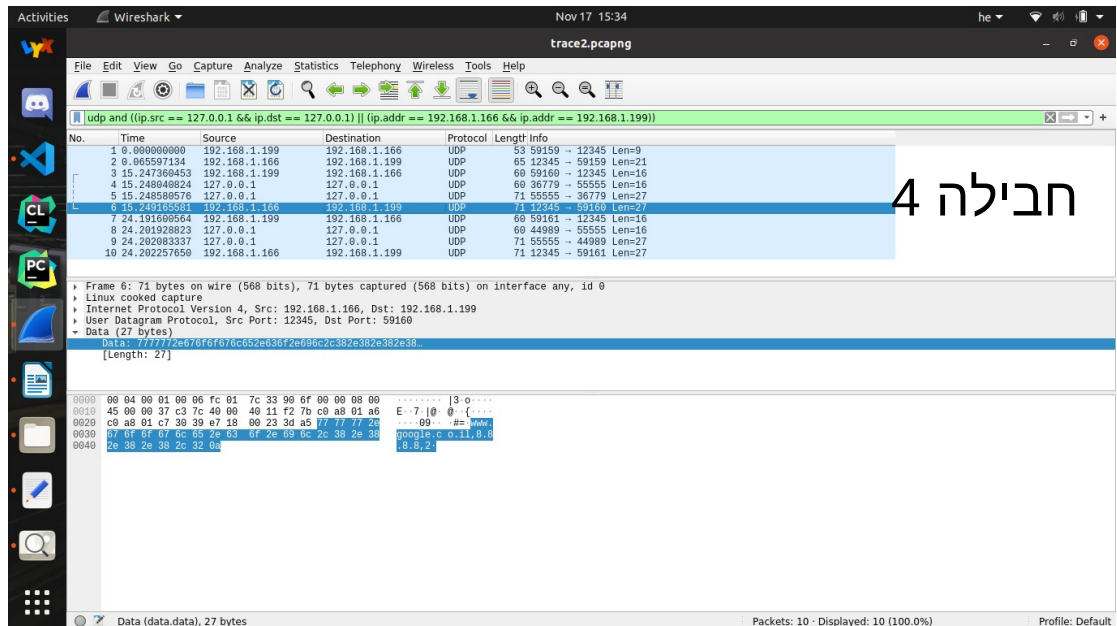 Activities Wireshark Nov 17 15:34 he
trace2.pcapng
File Edit View Go Capture Analyze Statistics Telephony Wireless Tools Help
udp and ((ip.src == 127.0.0.1 && ip.dst == 127.0.0.1) || (ip.addr == 192.168.1.166 && ip.addr == 192.168.1.199))
No. Time Source Destination Protocol Length Info
1 0.000000000 192.168.1.199 192.168.1.166 UDP 53 59159 → 12345 Len=9
2 0.065597134 192.168.1.166 192.168.1.199 UDP 65 12345 → 59159 Len=21
3 15.247360453 192.168.1.199 192.168.1.166 UDP 60 59160 → 12345 Len=16
4 15.248040824 127.0.0.1 127.0.0.1 UDP 60 36779 → 55555 Len=16
5 15.248580576 127.0.0.1 127.0.0.1 UDP 71 55555 → 36779 Len=27
6 15.249165581 192.168.1.166 192.168.1.199 UDP 71 12345 → 59160 Len=27
7 24.191600564 192.168.1.199 192.168.1.166 UDP 60 59161 → 12345 Len=16
8 24.201928823 127.0.0.1 127.0.0.1 UDP 60 44989 → 55555 Len=16
9 24.202083337 127.0.0.1 127.0.0.1 UDP 71 55555 → 44989 Len=27
10 24.202257650 192.168.1.166 192.168.1.199 UDP 71 12345 → 59161 Len=27
חבילה 4
Frame 6: 71 bytes on wire (568 bits), 71 bytes captured (568 bits) on interface any, id 0
Linux cooked capture
Internet Protocol Version 4, Src: 192.168.1.166, Dst: 192.168.1.199
User Datagram Protocol, Src Port: 12345, Dst Port: 59160
Data (27 bytes)
Data: 7777772e676f6f676c652e636f2e696c2c382e382e382e38…
[Length: 27]
0000 00 04 00 01 00 06 fc 01 7c 33 90 6f 00 00 08 00 ········ |3·o····
0010 45 00 00 37 c3 7c 40 00 40 11 f2 7b c0 a8 01 a6 E··7·|@· @··{····
0020 c0 a8 01 c7 30 39 e7 18 00 23 3d a5 77 77 77 2e ····09·· ·#=·www.
0030 67 6f 6f 67 6c 65 2e 63 6f 2e 69 6c 2c 38 2e 38 google.c o.il,8.8
0040 2e 38 2e 38 2c 32 0a .8.8,2·
Data (data.data), 27 bytes Packets: 10 · Displayed: 10 (100.0%) Profile: Default
CL
PC